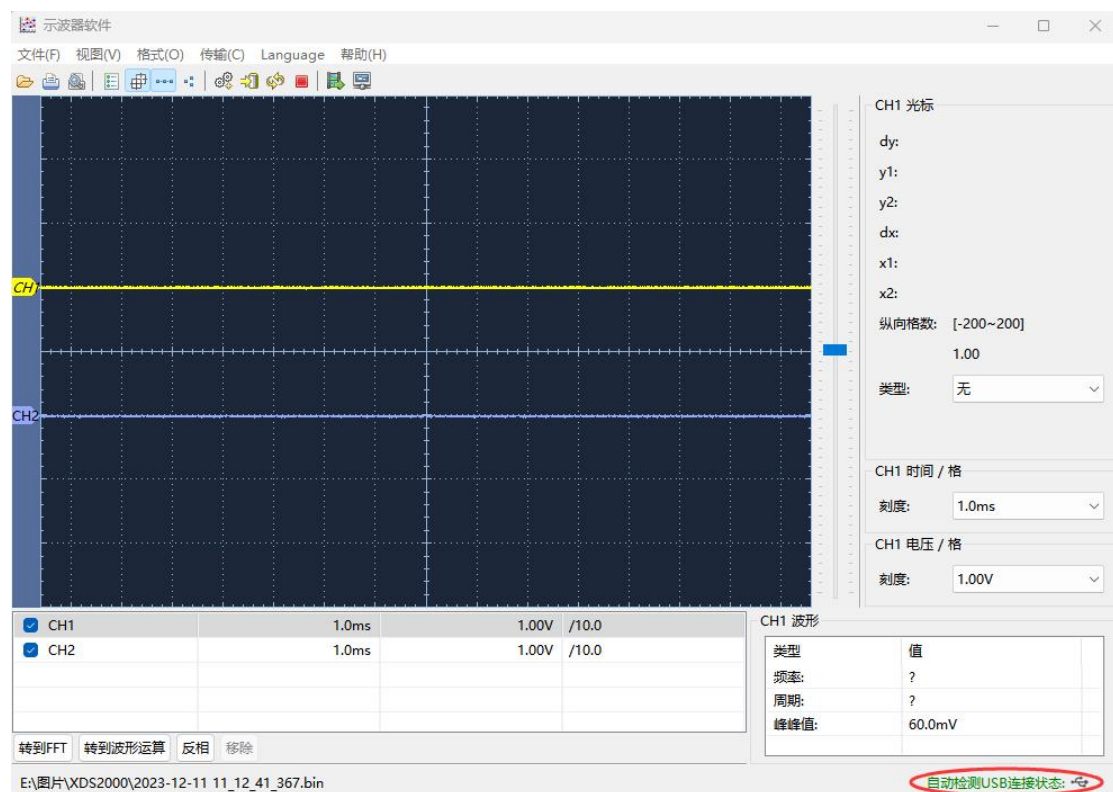 示波器软件
文件(F) 视图(V) 格式(O) 传输(C) Language 帮助(H)
CH1 光标
dy:
y1:
y2:
dx:
x1:
CH
x2:
纵向格数: [-200~200]
1.00
类型: 无
CH2
CH1 时间 / 格
刻度: 1.0ms
CH1 电压 / 格
刻度: 1.00V
CH1 1.0ms 1.00V /10.0
CH2 1.0ms 1.00V /10.0
CH1 波形
类型 值
频率: ?
周期: ?
峰峰值: 60.0mV
转到FFT 转到波形运算 反相 移除
E:\图片\XDS2000\2023-12-11 11_12_41_367.bin 自动检测USB连接状态: